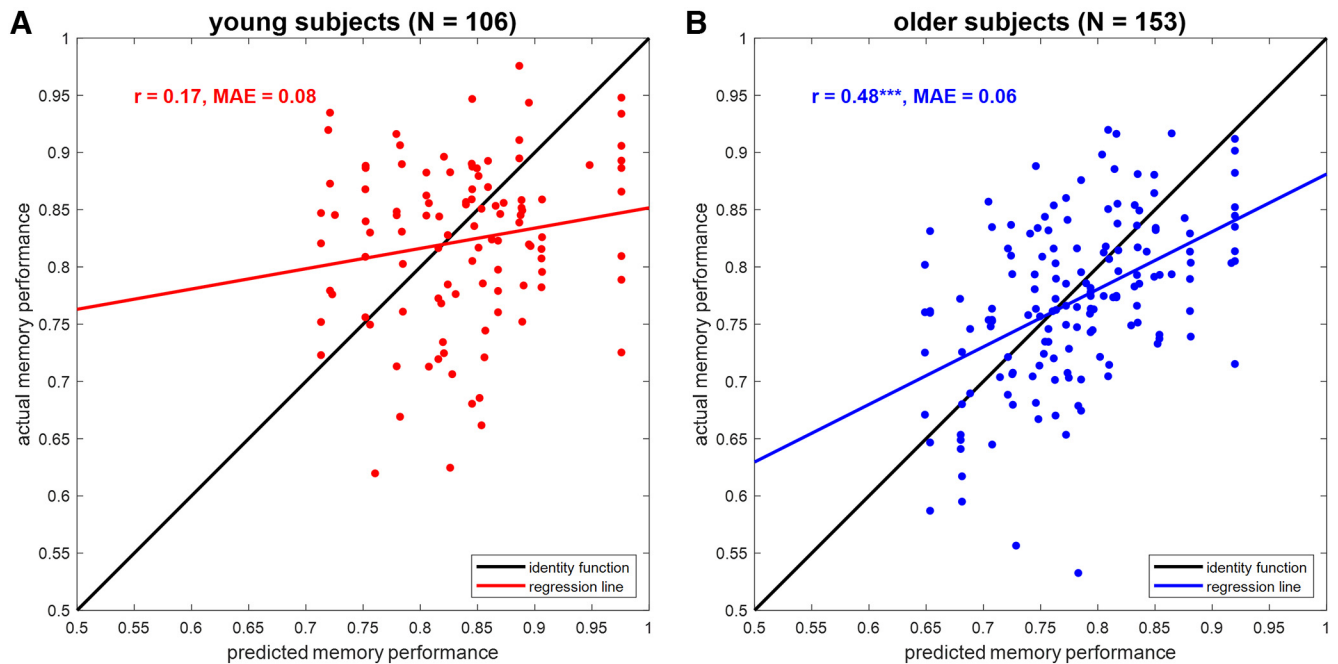 A
young subjects (N = 106)
r = 0.17, MAE = 0.08
1
0.95
0.9
0.85
0.8
0.75
0.7
0.65
0.6
0.55
0.5
actual memory performance
identity function
regression line
0.5 0.55 0.6 0.65 0.7 0.75 0.8 0.85 0.9 0.95 1
predicted memory performance
B
older subjects (N = 153)
r = 0.48***, MAE = 0.06
1
0.95
0.9
0.85
0.8
0.75
0.7
0.65
0.6
0.55
0.5
actual memory performance
identity function
regression line
0.5 0.55 0.6 0.65 0.7 0.75 0.8 0.85 0.9 0.95 1
predicted memory performance